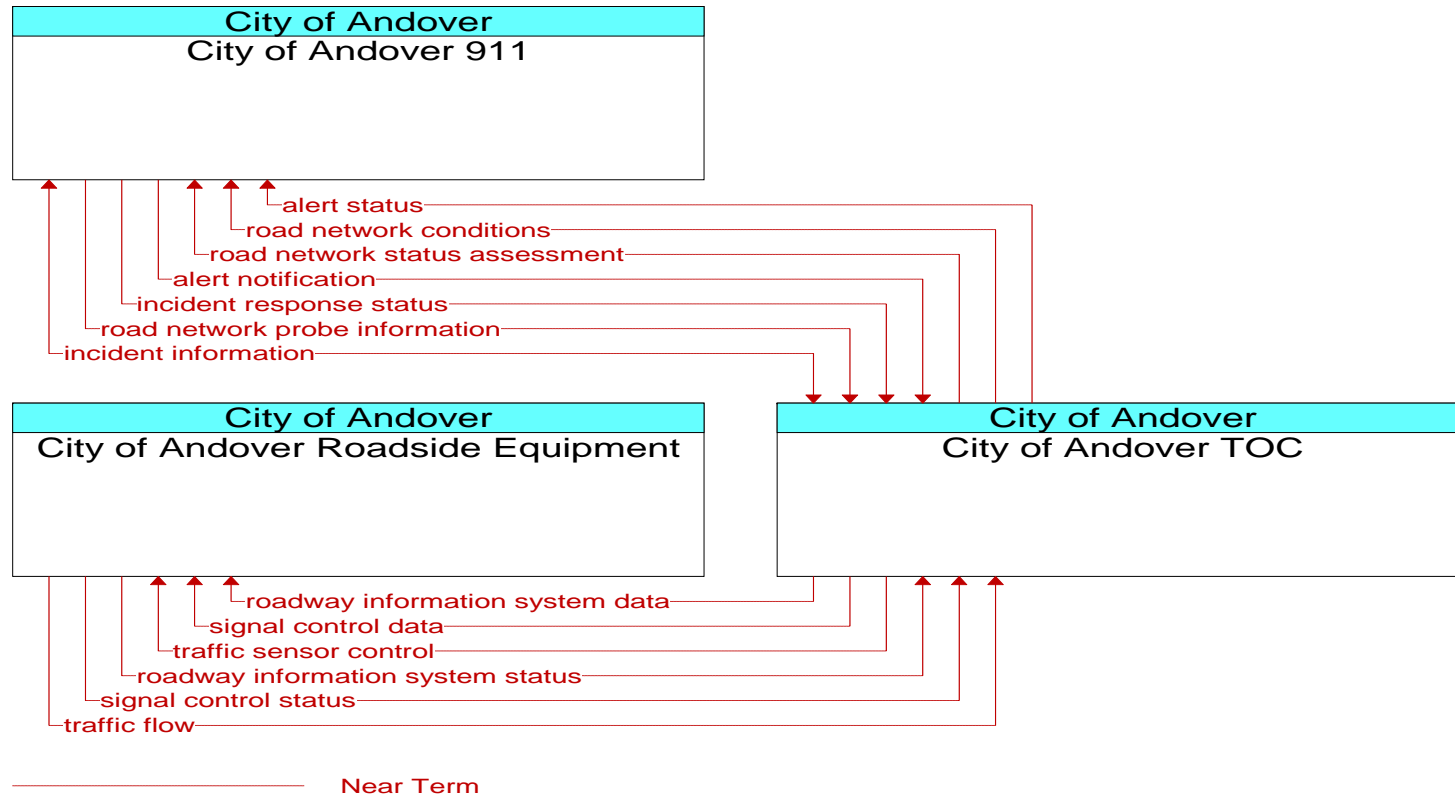 City of Andover
City of Andover 911
alert status
road network conditions
road network status assessment
alert notification
incident response status
road network probe information
incident information
City of Andover
City of Andover Roadside Equipment
City of Andover
City of Andover TOC
roadway information system data
signal control data
traffic sensor control
roadway information system status
signal control status
traffic flow
Near Term